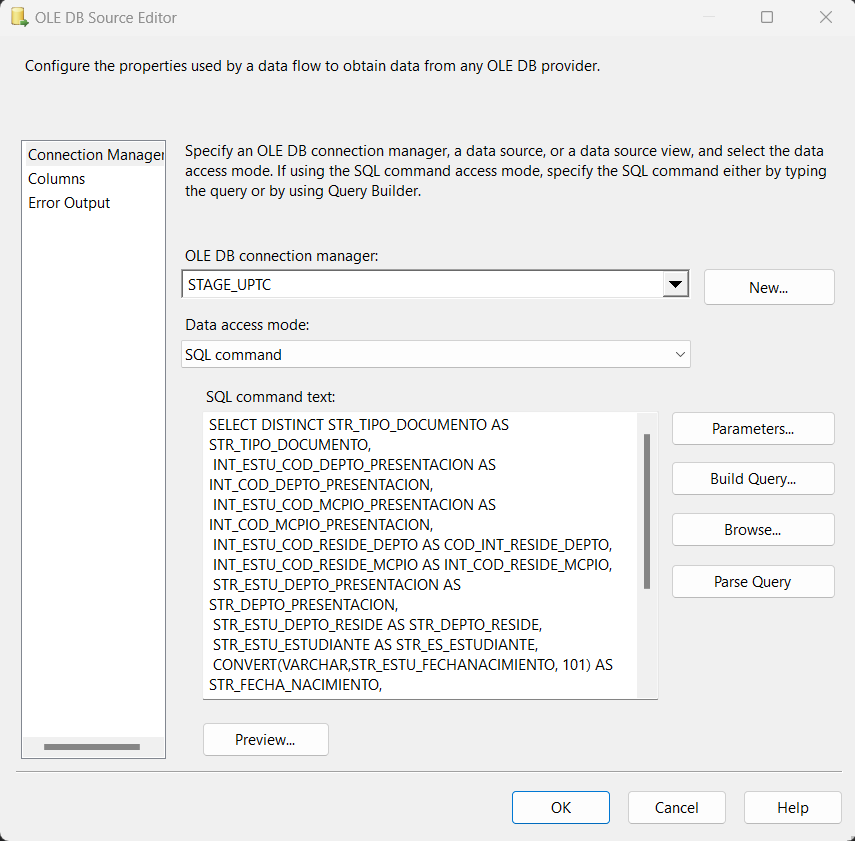 OLE DB Source Editor
Configure the properties used by a data flow to obtain data from any OLE DB provider.
Connection Manager
Columns
Error Output
Specify an OLE DB connection manager, a data source, or a data source view, and select the data
access mode. If using the SQL command access mode, specify the SQL command either by typing
the query or by using Query Builder.
OLE DB connection manager:
STAGE_UPTC
New...
Data access mode:
SQL command
SQL command text:
SELECT DISTINCT STR_TIPO_DOCUMENTO AS
STR_TIPO_DOCUMENTO,
INT_ESTU_COD_DEPTO_PRESENTACION AS
INT_COD_DEPTO_PRESENTACION,
INT_ESTU_COD_MCPIO_PRESENTACION AS
INT_COD_MCPIO_PRESENTACION,
INT_ESTU_COD_RESIDE_DEPTO AS COD_INT_RESIDE_DEPTO,
INT_ESTU_COD_RESIDE_MCPIO AS INT_COD_RESIDE_MCPIO,
STR_ESTU_DEPTO_PRESENTACION AS
STR_DEPTO_PRESENTACION,
STR_ESTU_DEPTO_RESIDE AS STR_DEPTO_RESIDE,
STR_ESTU_ESTUDIANTE AS STR_ES_ESTUDIANTE,
CONVERT(VARCHAR,STR_ESTU_FECHANACIMIENTO, 101) AS
STR_FECHA_NACIMIENTO,
Parameters...
Build Query...
Browse...
Parse Query
Preview...
OK
Cancel
Help